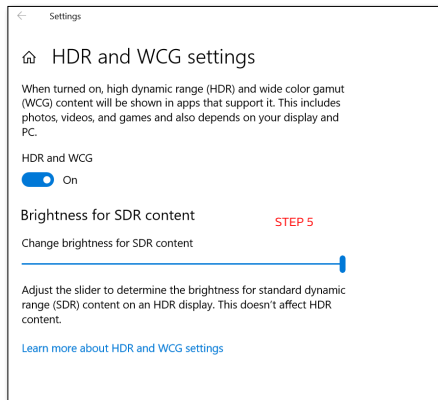 Settings
HDR and WCG settings
When turned on, high dynamic range (HDR) and wide color gamut
(WCG) content will be shown in apps that support it. This includes
photos, videos, and games and also depends on your display and
PC.
HDR and WCG
On
Brightness for SDR content
STEP 5
Change brightness for SDR content
Adjust the slider to determine the brightness for standard dynamic
range (SDR) content on an HDR display. This doesn't affect HDR
content.
Learn more about HDR and WCG settings